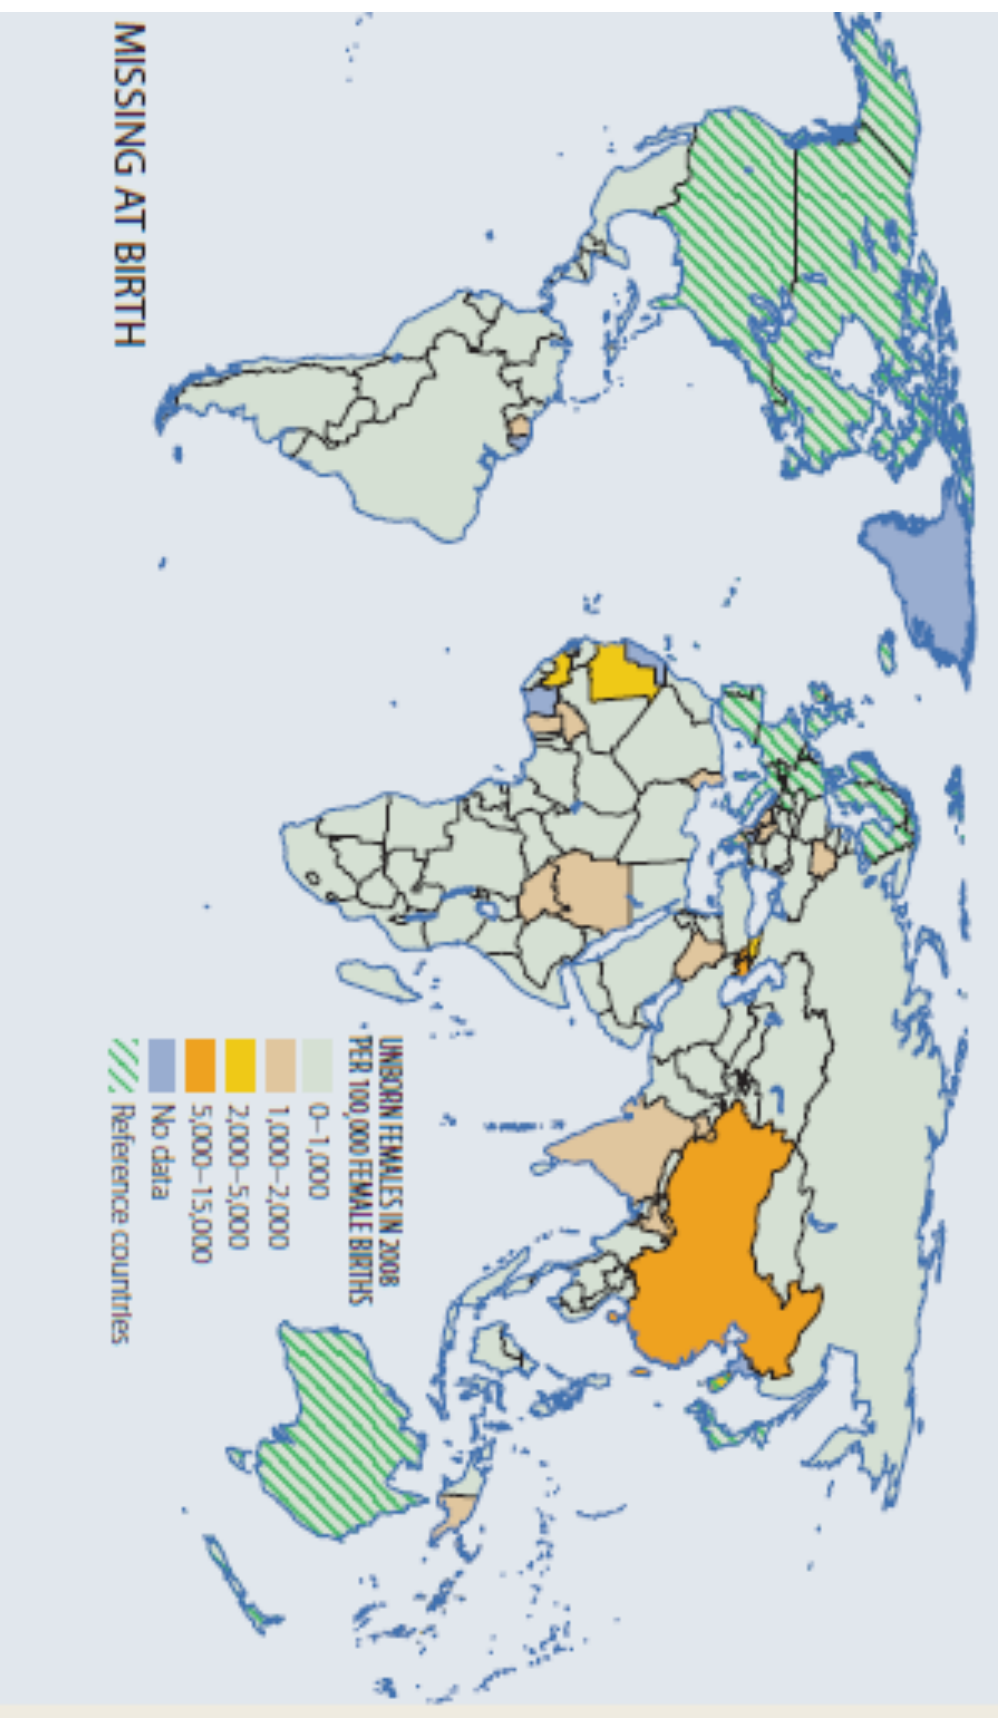 MISSING AT BIRTH
UNBORN FEMALES IN 2008
PER 100,000 FEMALE BIRTHS
0–1,000
1,000–2,000
2,000–5,000
5,000–15,000
No data
Reference countries